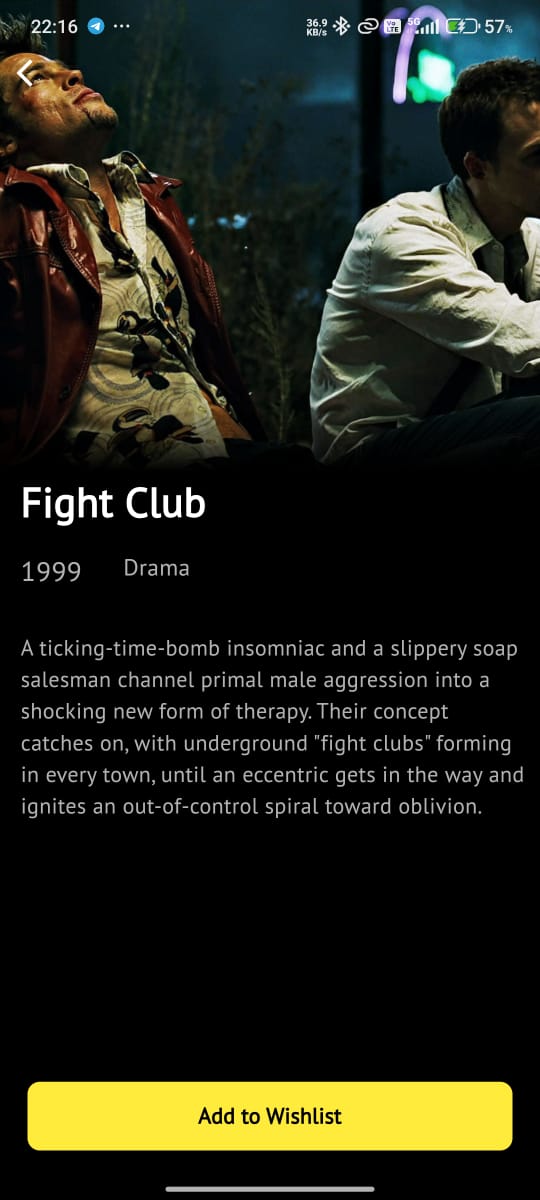 22:16 ··· 36.9 KB/s Vo LTE 5G 57%
Fight Club
1999 Drama
A ticking-time-bomb insomniac and a slippery soap
salesman channel primal male aggression into a
shocking new form of therapy. Their concept
catches on, with underground "fight clubs" forming
in every town, until an eccentric gets in the way and
ignites an out-of-control spiral toward oblivion.
Add to Wishlist